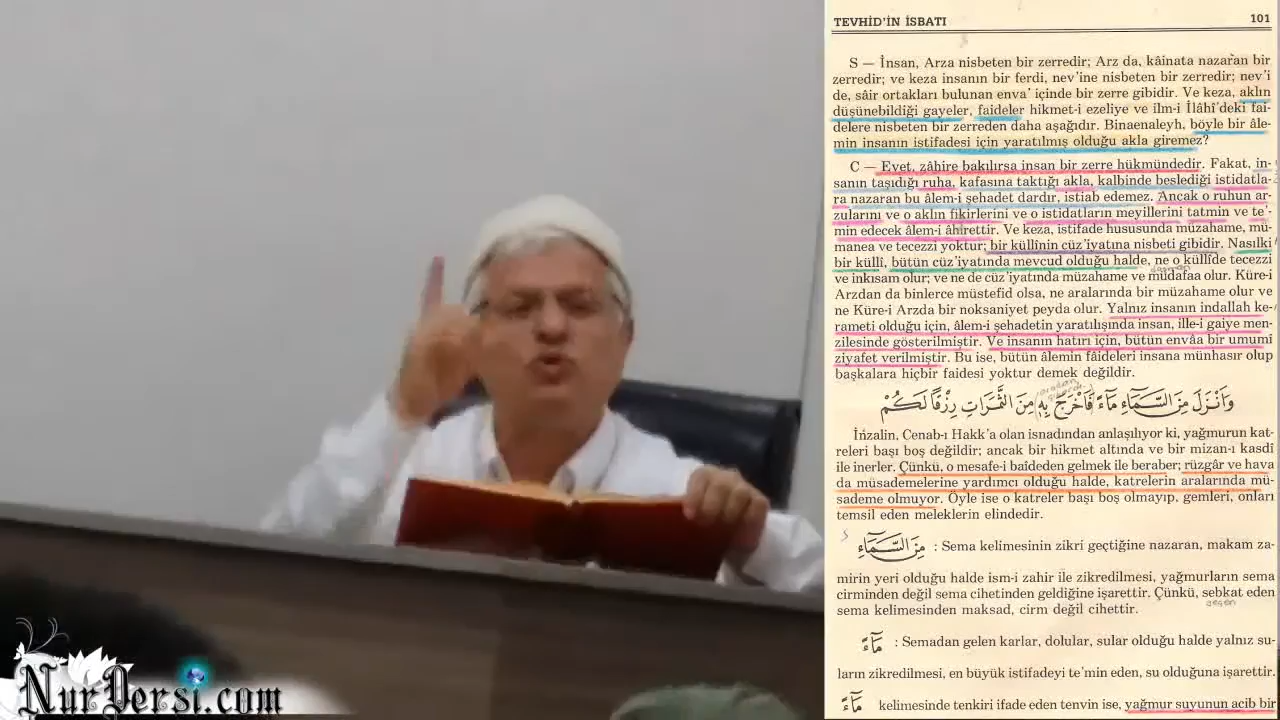 TEVHİD'İN İSBATI 101
S — İnsan, Arza nisbeten bir zerredir; Arz da, kâinata nazaran bir
zerredir; ve keza insanın bir ferdi, nev'ine nisbeten bir zerredir; nev'i
de, sâir ortakları bulunan enva' içinde bir zerre gibidir. Ve keza, aklın
düşünebildiği gayeler, faideler hikmet-i ezeliye ve ilm-i İlâhî'deki fai-
delere nisbeten bir zerreden daha aşağıdır. Binaenaleyh, böyle bir âle-
min insanın istifadesi için yaratılmış olduğu akla giremez?
C — Evet, zâhire bakılırsa insan bir zerre hükmündedir. Fakat, in-
sanın taşıdığı ruha, kafasına taktığı akla, kalbinde beslediği istidatla-
ra nazaran bu âlem-i şehadet dardır, istiab edemez. Ancak o ruhun ar-
zularını ve o aklın fikirlerini ve o istidatların meyillerini tatmin ve te'-
min edecek âlem-i âhirettir. Ve keza, istifade hususunda müzahame, mü-
manea ve tecezzi yoktur; bir küllînin cüz'iyatına nisbeti gibidir. Nasılki
bir küllî, bütün cüz'iyatında mevcud olduğu halde, ne o küllîde tecezzi
ve inkısam olur; ve ne de cüz'iyatında müzahame ve müdafaa olur. Küre-i
Arzdan da binlerce müstefid olsa, ne aralarında bir müzahame olur ve
ne Küre-i Arzda bir noksaniyet peyda olur. Yalnız insanın indallah ke-
rameti olduğu için, âlem-i şehadetin yaratılışında insan, ille-i gaiye men-
zilesinde gösterilmiştir. Ve insanın hatırı için, bütün envâa bir umumî
ziyafet verilmiştir. Bu ise, bütün âlemin fâideleri insana münhasır olup
başkalara hiçbir faidesi yoktur demek değildir.
وَاَنْزَلَ مِنَ السَّمَٓاءِ مَٓاءً فَاَخْرَجَ بِهِ مِنَ الثَّمَرَاتِ رِزْقًا لَكُمْ
İnzalin, Cenab-ı Hakk'a olan isnadından anlaşılıyor ki, yağmurun kat-
releri başı boş değildir; ancak bir hikmet altında ve bir mizan-ı kasdî
ile inerler. Çünkü, o mesafe-i baîdeden gelmek ile beraber; rüzgâr ve hava
da müsademelerine yardımcı olduğu halde, katrelerin aralarında mü-
sademe olmuyor. Öyle ise o katreler başı boş olmayıp, gemleri, onları
temsil eden meleklerin elindedir.
مِنَ السَّمَٓاءِ : Sema kelimesinin zikri geçtiğine nazaran, makam za-
mirin yeri olduğu halde ism-i zahir ile zikredilmesi, yağmurların sema
cirminden değil sema cihetinden geldiğine işarettir. Çünkü, sebkat eden
geçen
sema kelimesinden maksad, cirm değil cihettir.
مَٓاءً : Semadan gelen karlar, dolular, sular olduğu halde yalnız su-
ların zikredilmesi, en büyük istifadeyi te'min eden, su olduğuna işarettir.
مَٓاءً kelimesinde tenkiri ifade eden tenvin ise, yağmur suyunun acib bir
NurDersi.com